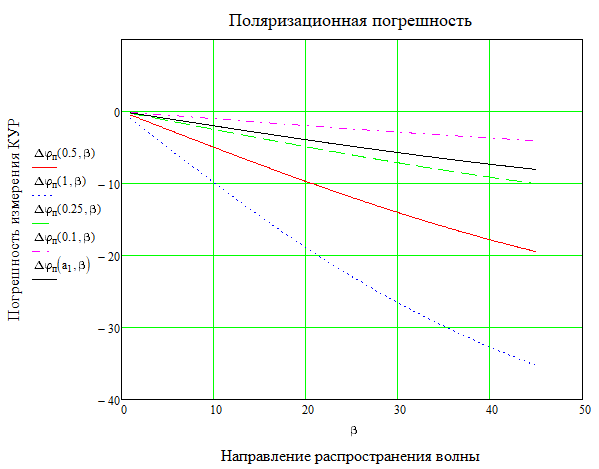 Поляризационная погрешность
Погрешность измерения КУР
Δφп(0.5,β)
Δφп(1,β)
Δφп(0.25,β)
Δφп(0.1,β)
Δφп(a1,β)
0
−10
−20
−30
−40
0 10 20 30 40 50
β
Направление распространения волны